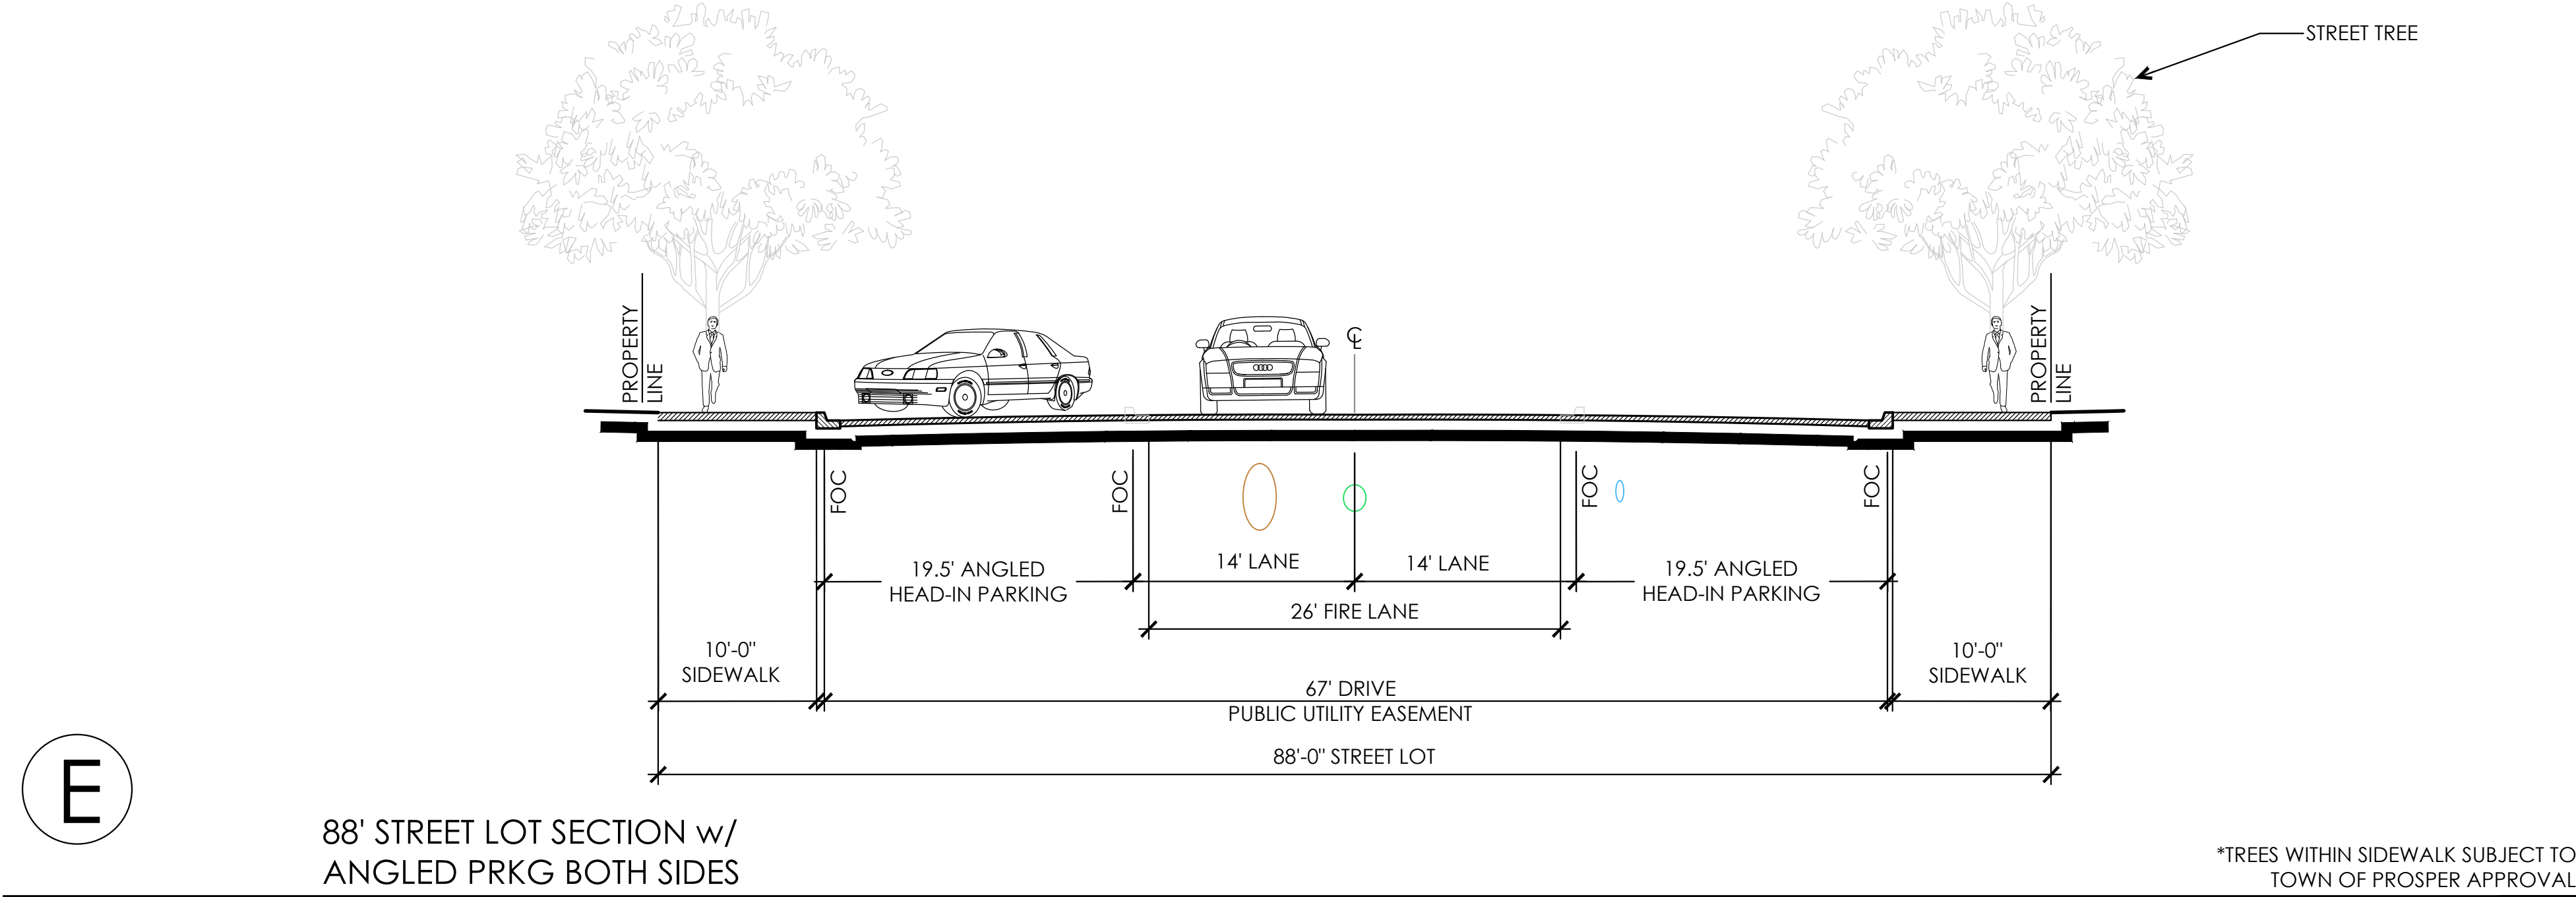 STREET TREE
PROPERTY
LINE
℄
PROPERTY
LINE
FOC
FOC
FOC
FOC
14' LANE
14' LANE
19.5' ANGLED
HEAD-IN PARKING
19.5' ANGLED
HEAD-IN PARKING
26' FIRE LANE
10'-0"
SIDEWALK
10'-0"
SIDEWALK
67' DRIVE
PUBLIC UTILITY EASEMENT
88'-0" STREET LOT
E
88' STREET LOT SECTION w/
ANGLED PRKG BOTH SIDES
*TREES WITHIN SIDEWALK SUBJECT TO
TOWN OF PROSPER APPROVAL